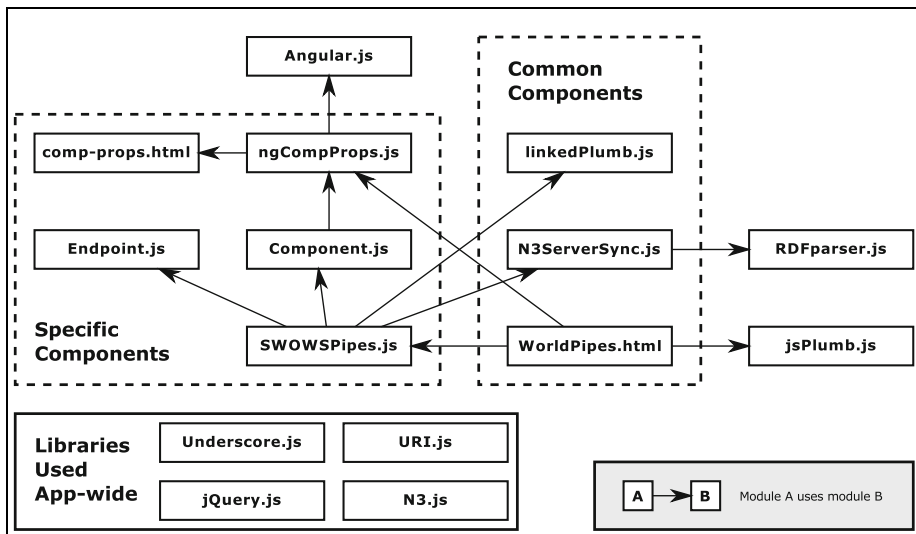 Angular.js
Common
Components
comp-props.html
ngCompProps.js
linkedPlumb.js
Endpoint.js
Component.js
N3ServerSync.js
RDFparser.js
Specific
Components
SWOWSPipes.js
WorldPipes.html
jsPlumb.js
Libraries
Used
App-wide
Underscore.js
URI.js
jQuery.js
N3.js
A
B
Module A uses module B